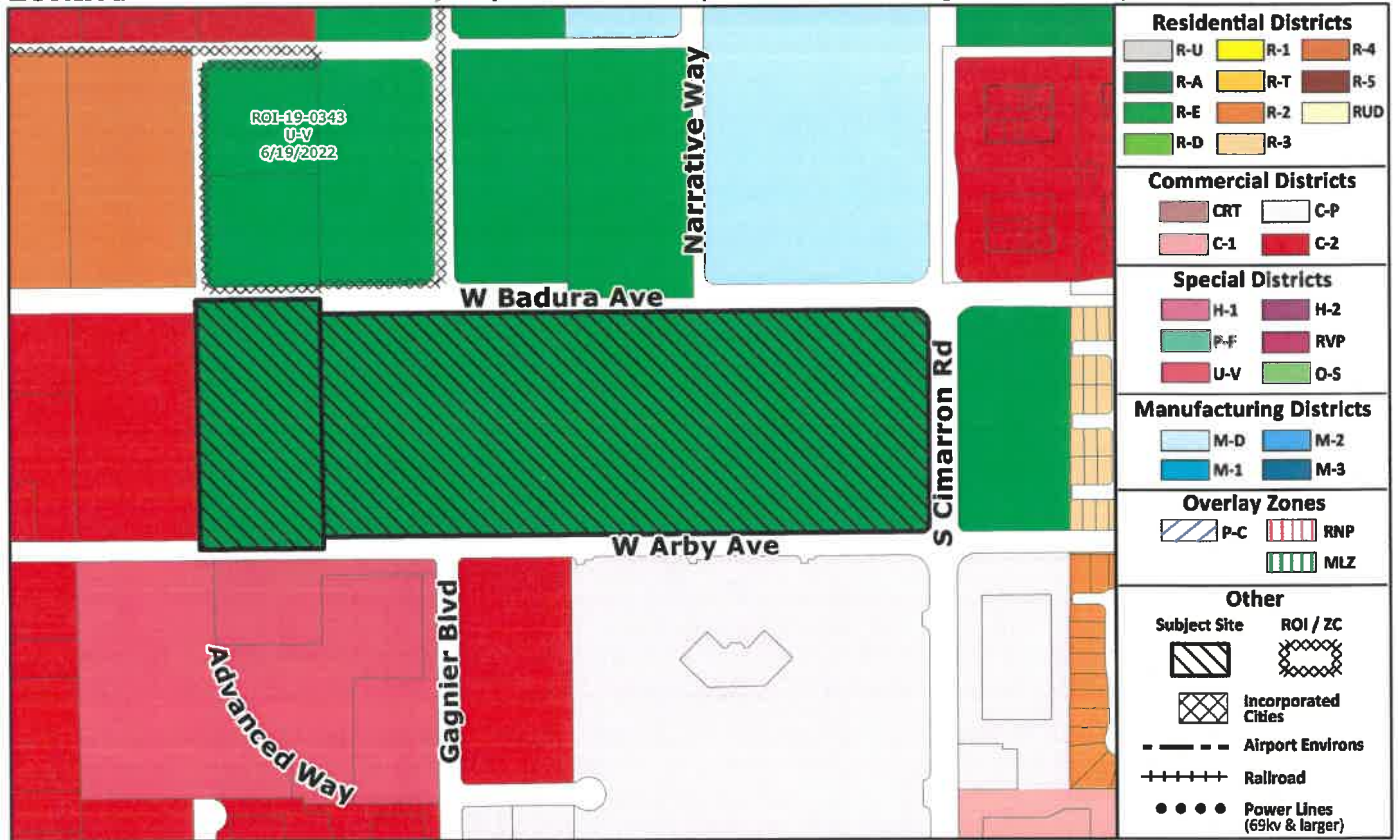 ROI-19-0343
U-V
6/19/2022
Narrative Way
W Badura Ave
S Cimarron Rd
W Arby Ave
Gagnier Blvd
Advanced Way
Residential Districts
R-U R-1 R-4
R-A R-T R-5
R-E R-2 RUD
R-D R-3
Commercial Districts
CRT C-P
C-1 C-2
Special Districts
H-1 H-2
P-F RVP
U-V O-S
Manufacturing Districts
M-D M-2
M-1 M-3
Overlay Zones
P-C RNP
MLZ
Other
Subject Site ROI / ZC
Incorporated
Cities
Airport Environs
Railroad
Power Lines
(69kv & larger)